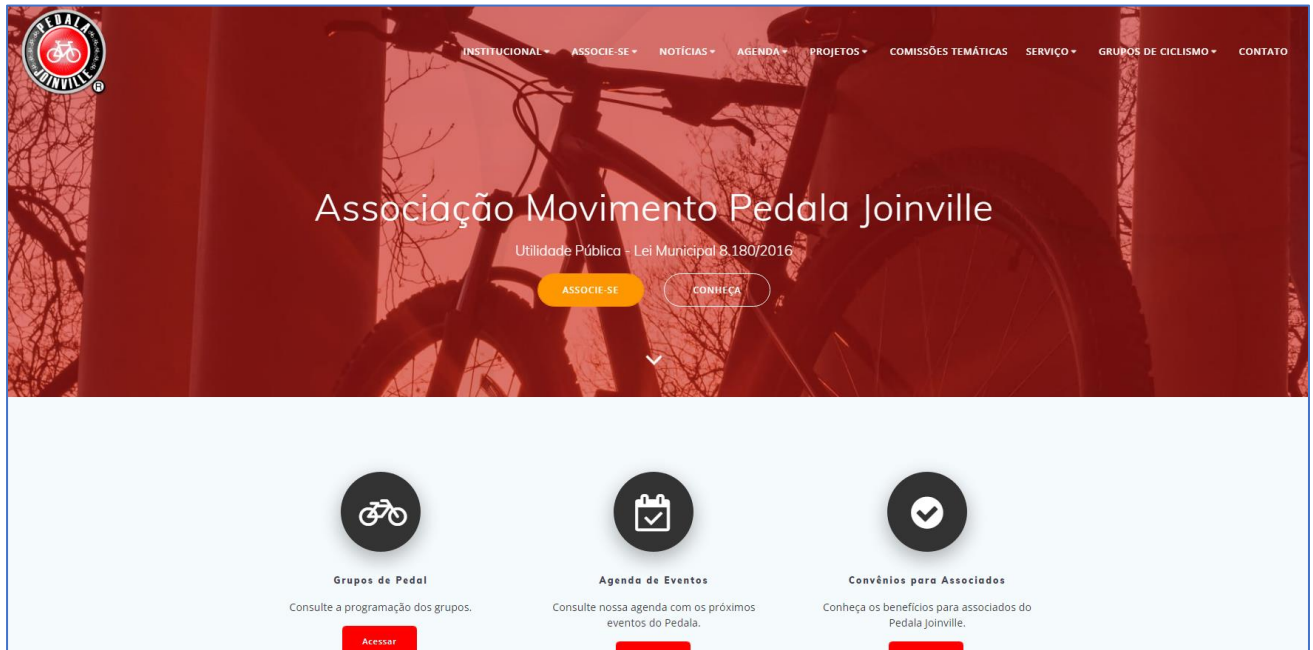 PEDALA
JOINVILLE
R
INSTITUCIONAL ASSOCIE-SE NOTÍCIAS AGENDA PROJETOS COMISSÕES TEMÁTICAS SERVIÇO GRUPOS DE CICLISMO CONTATO
Associação Movimento Pedala Joinville
Utilidade Pública - Lei Municipal 8.180/2016
ASSOCIE-SE CONHEÇA
Grupos de Pedal
Consulte a programação dos grupos.
Acessar
Agenda de Eventos
Consulte nossa agenda com os próximos
eventos do Pedala.
Convênios para Associados
Conheça os benefícios para associados do
Pedala Joinville.